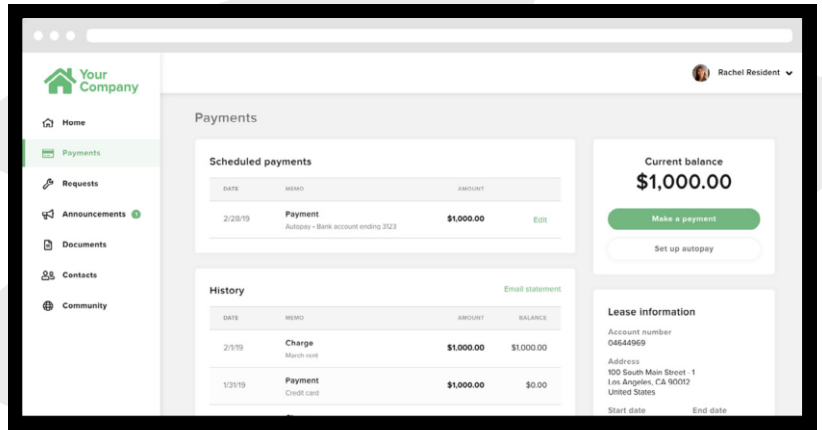 Your
Company
Rachel Resident
Home
Payments
Requests
Announcements
Documents
Contacts
Community
Payments
Scheduled payments
DATE MEMO AMOUNT
2/28/19 Payment $1,000.00 Edit
Autopay • Bank account ending 3123
History Email statement
DATE MEMO AMOUNT BALANCE
2/1/19 Charge $1,000.00 $1,000.00
March rent
1/31/19 Payment $1,000.00 $0.00
Credit card
Current balance
$1,000.00
Make a payment
Set up autopay
Lease information
Account number
04644969
Address
100 South Main Street - 1
Los Angeles, CA 90012
United States
Start date End date